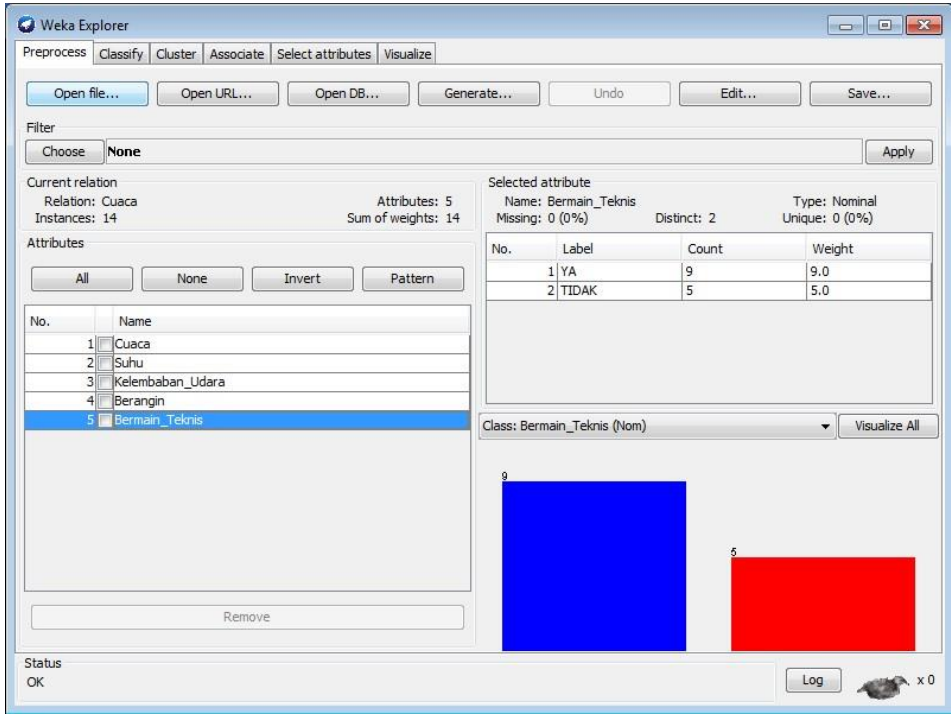 Weka Explorer
Preprocess Classify Cluster Associate Select attributes Visualize
Open file... Open URL... Open DB... Generate... Undo Edit... Save...
Filter
Choose None Apply
Current relation
Relation: Cuaca Attributes: 5
Instances: 14 Sum of weights: 14
Attributes
All None Invert Pattern
No. Name
1 Cuaca
2 Suhu
3 Kelembaban_Udara
4 Berangin
5 Bermain_Teknis
Remove
Selected attribute
Name: Bermain_Teknis Type: Nominal
Missing: 0 (0%) Distinct: 2 Unique: 0 (0%)
No. Label Count Weight
1 YA 9 9.0
2 TIDAK 5 5.0
Class: Bermain_Teknis (Nom) Visualize All
9
5
Status
OK
Log x 0